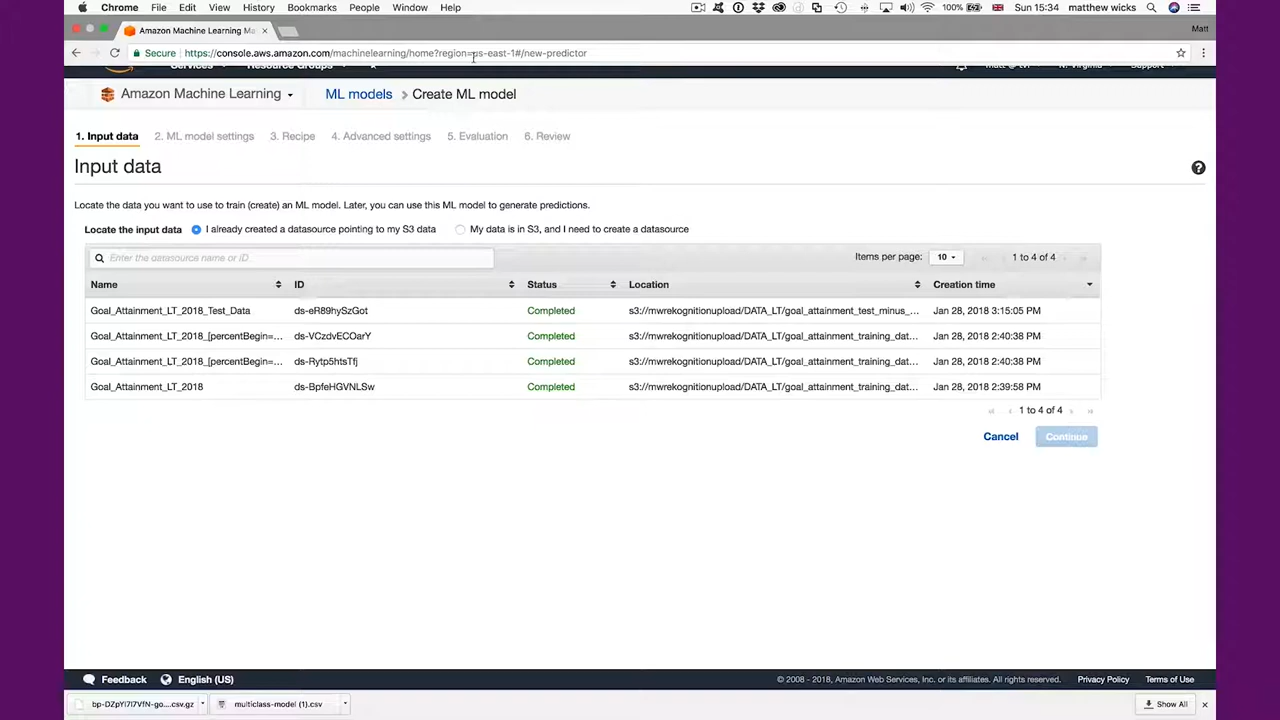 Chrome File Edit View History Bookmarks People Window Help 100% Sun 15:34 matthew wicks
Amazon Machine Learning Ma Matt
Secure https://console.aws.amazon.com/machinelearning/home?region=us-east-1#/new-predictor
Services Resource Groups N. Virginia Support
Amazon Machine Learning ML models > Create ML model
1. Input data 2. ML model settings 3. Recipe 4. Advanced settings 5. Evaluation 6. Review
Input data
Locate the data you want to use to train (create) an ML model. Later, you can use this ML model to generate predictions.
Locate the input data I already created a datasource pointing to my S3 data My data is in S3, and I need to create a datasource
Enter the datasource name or ID Items per page: 10 1 to 4 of 4
Name ID Status Location Creation time
Goal_Attainment_LT_2018_Test_Data ds-eR89hySzGot Completed s3://mwrekognitionupload/DATA_LT/goal_attainment_test_minus_... Jan 28, 2018 3:15:05 PM
Goal_Attainment_LT_2018_[percentBegin=... ds-VCzdvECOarY Completed s3://mwrekognitionupload/DATA_LT/goal_attainment_training_dat... Jan 28, 2018 2:40:38 PM
Goal_Attainment_LT_2018_[percentBegin=... ds-Rytp5htsTfj Completed s3://mwrekognitionupload/DATA_LT/goal_attainment_training_dat... Jan 28, 2018 2:40:38 PM
Goal_Attainment_LT_2018 ds-BpfeHGVNLSw Completed s3://mwrekognitionupload/DATA_LT/goal_attainment_training_dat... Jan 28, 2018 2:39:58 PM
1 to 4 of 4
Cancel Continue
Feedback English (US) © 2008 - 2018, Amazon Web Services, Inc. or its affiliates. All rights reserved. Privacy Policy Terms of Use
bp-DZpYI7I7VfN-go....csv.gz multiclass-model (1).csv Show All